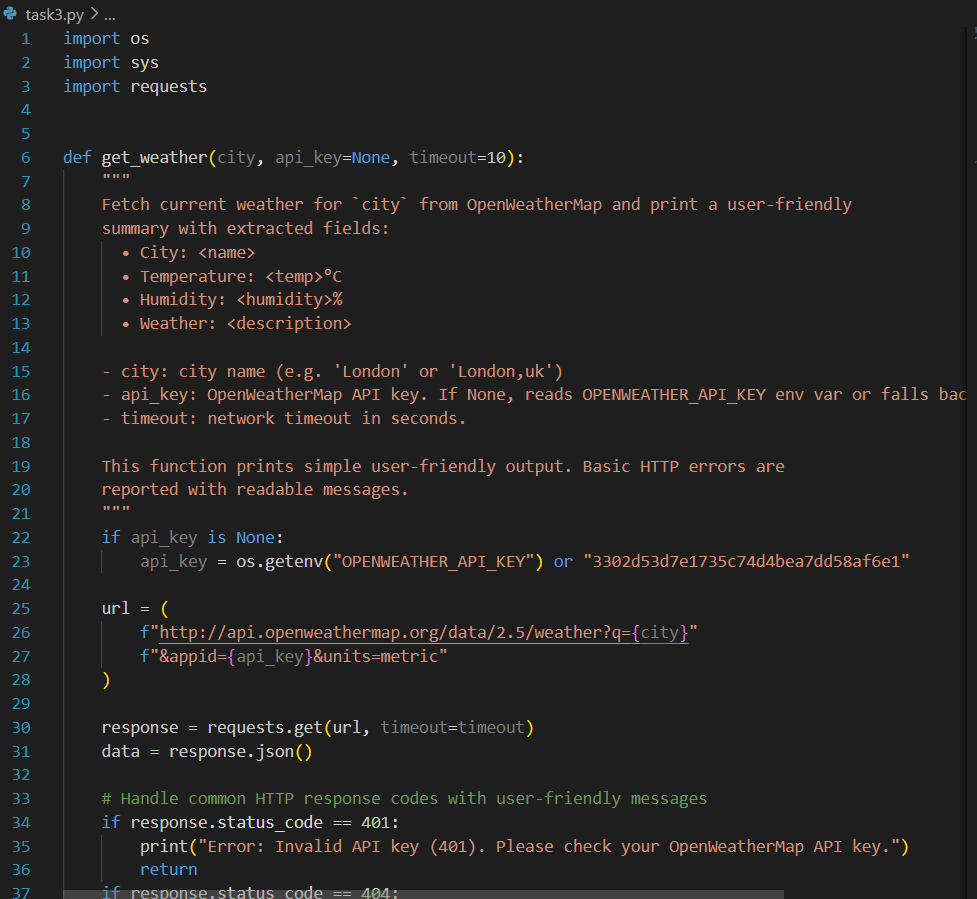 task3.py > ...
1 import os
2 import sys
3 import requests
4
5
6 def get_weather(city, api_key=None, timeout=10):
7 """
8 Fetch current weather for `city` from OpenWeatherMap and print a user-friendly
9 summary with extracted fields:
10 • City: <name>
11 • Temperature: <temp>°C
12 • Humidity: <humidity>%
13 • Weather: <description>
14
15 - city: city name (e.g. 'London' or 'London,uk')
16 - api_key: OpenWeatherMap API key. If None, reads OPENWEATHER_API_KEY env var or falls bac
17 - timeout: network timeout in seconds.
18
19 This function prints simple user-friendly output. Basic HTTP errors are
20 reported with readable messages.
21 """
22 if api_key is None:
23 api_key = os.getenv("OPENWEATHER_API_KEY") or "3302d53d7e1735c74d4bea7dd58af6e1"
24
25 url = (
26 f"http://api.openweathermap.org/data/2.5/weather?q={city}"
27 f"&appid={api_key}&units=metric"
28 )
29
30 response = requests.get(url, timeout=timeout)
31 data = response.json()
32
33 # Handle common HTTP response codes with user-friendly messages
34 if response.status_code == 401:
35 print("Error: Invalid API key (401). Please check your OpenWeatherMap API key.")
36 return
37 if response.status_code == 404: